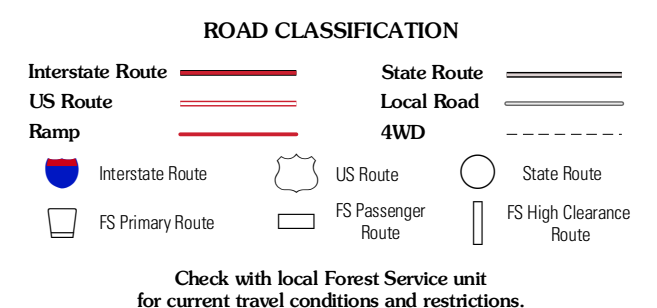 ROAD CLASSIFICATION
Interstate Route
State Route
US Route
Local Road
Ramp
4WD
Interstate Route
US Route
State Route
FS Primary Route
FS Passenger
Route
FS High Clearance
Route
Check with local Forest Service unit
for current travel conditions and restrictions.